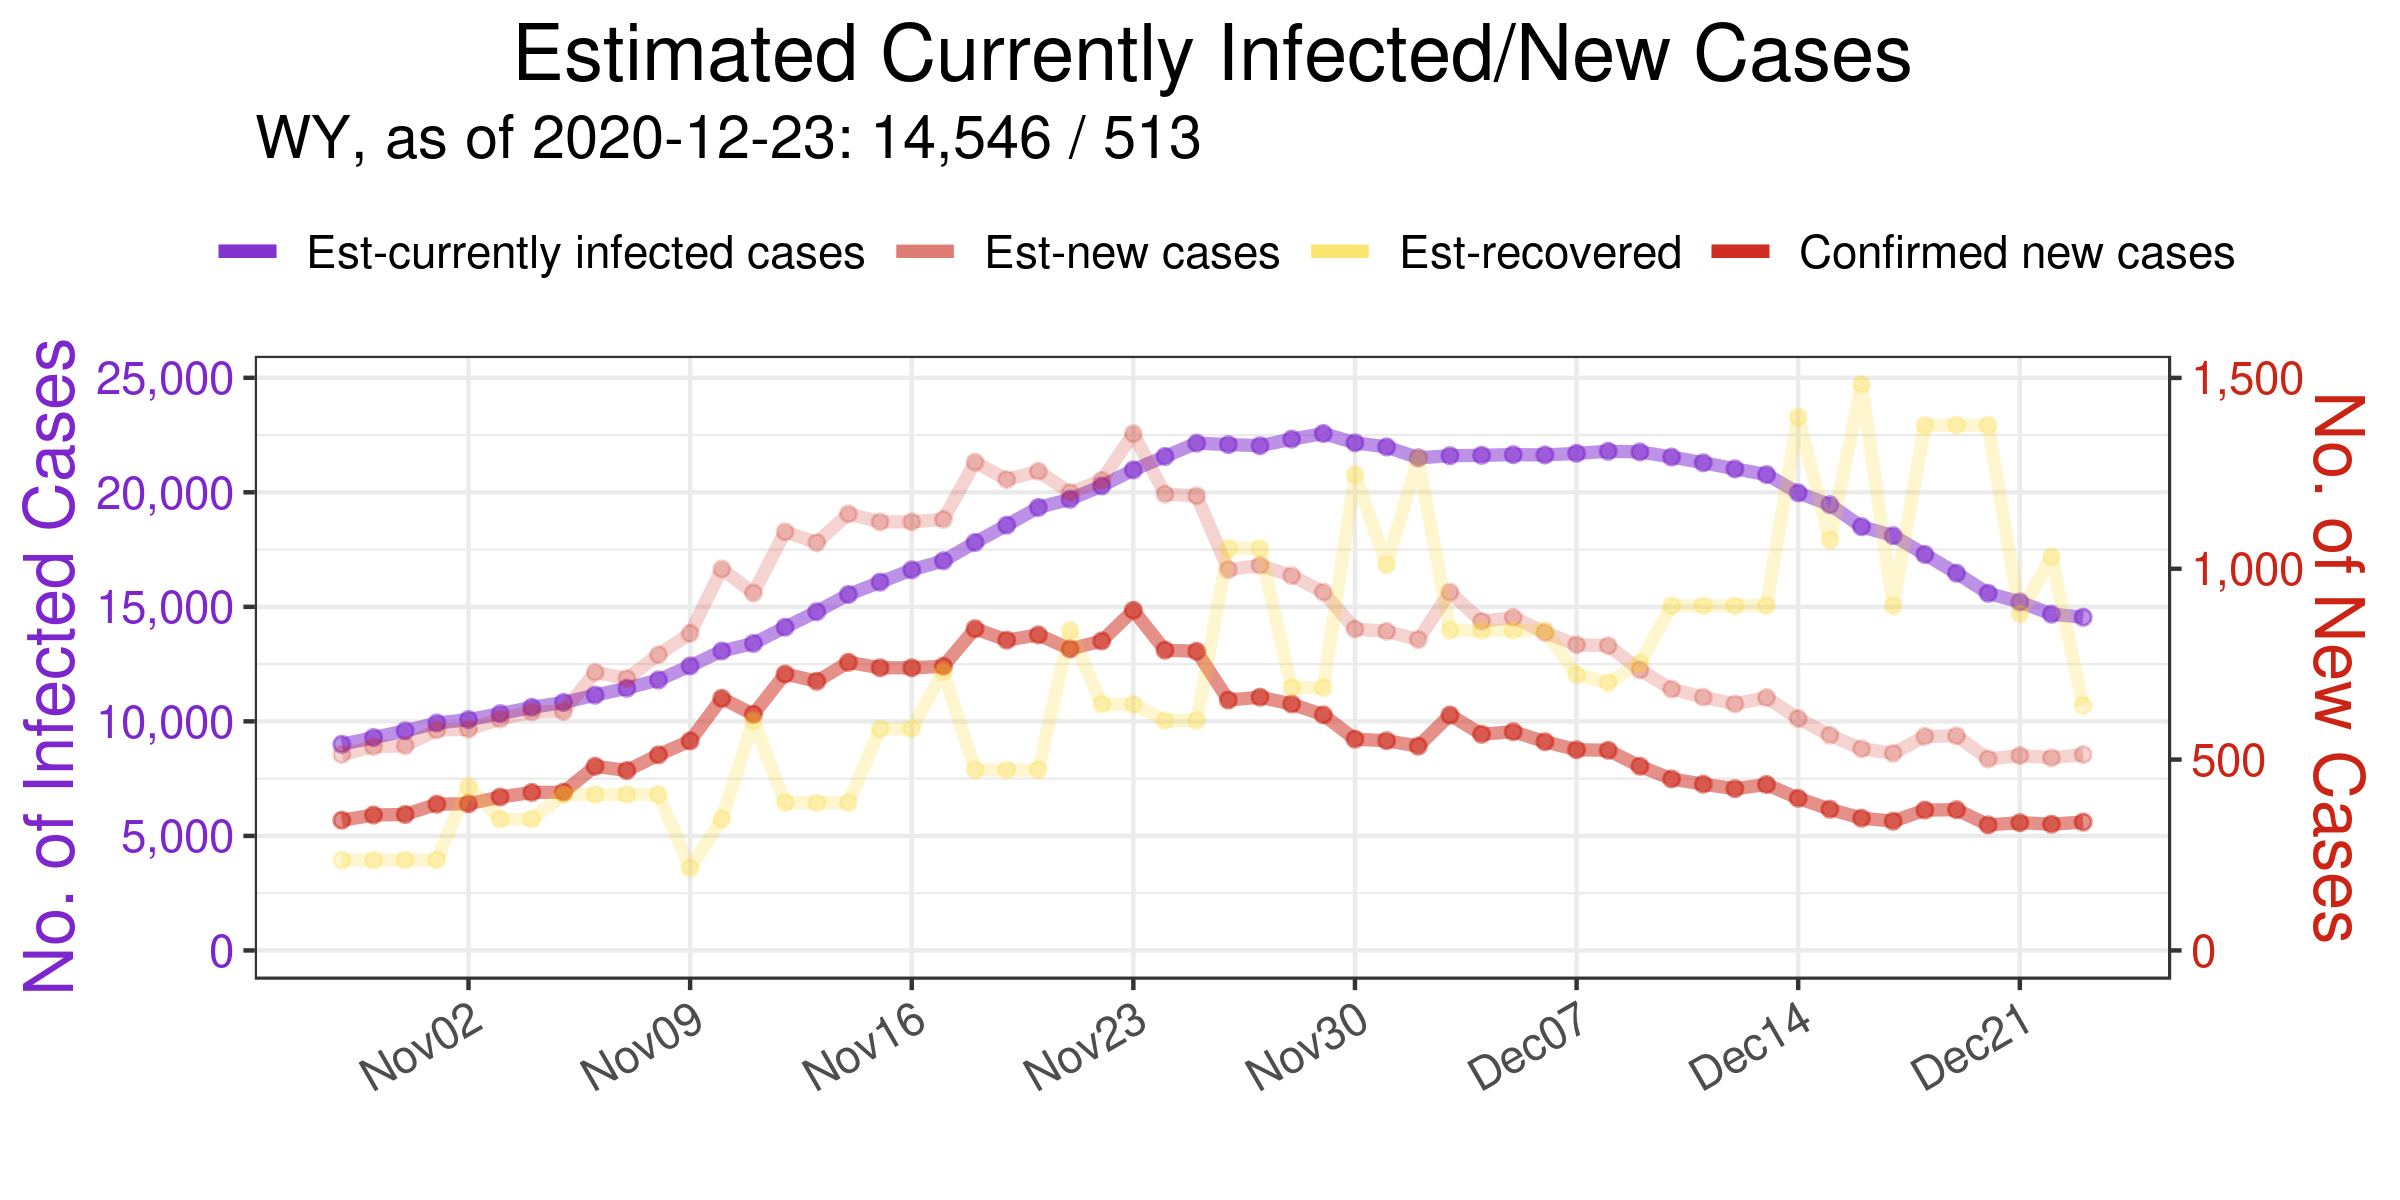 Estimated Currently Infected/New Cases
WY, as of 2020-12-23: 14,546 / 513
Est-currently infected cases Est-new cases Est-recovered Confirmed new cases
No. of Infected Cases
25,000
20,000
15,000
10,000
5,000
0
1,500
1,000
500
0
No. of New Cases
Nov02 Nov09 Nov16 Nov23 Nov30 Dec07 Dec14 Dec21